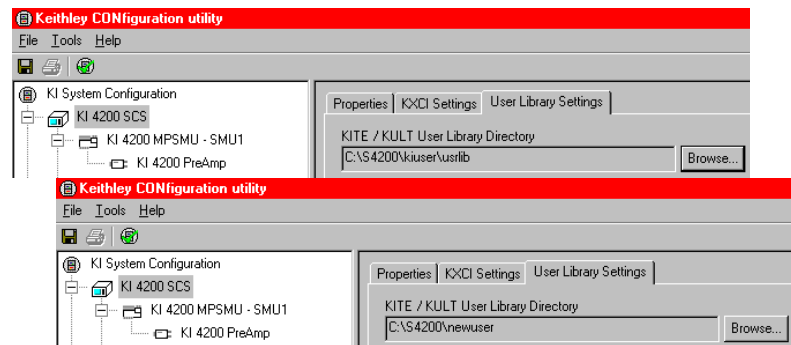 Keithley CONfiguration utility
File Tools Help
KI System Configuration
KI 4200 SCS
KI 4200 MPSMU - SMU1
KI 4200 PreAmp
Properties KXCI Settings User Library Settings
KITE / KULT User Library Directory
C:\S4200\kiuser\usrlib
Browse...
Keithley CONfiguration utility
File Tools Help
KI System Configuration
KI 4200 SCS
KI 4200 MPSMU - SMU1
KI 4200 PreAmp
Properties KXCI Settings User Library Settings
KITE / KULT User Library Directory
C:\S4200\newuser
Browse...